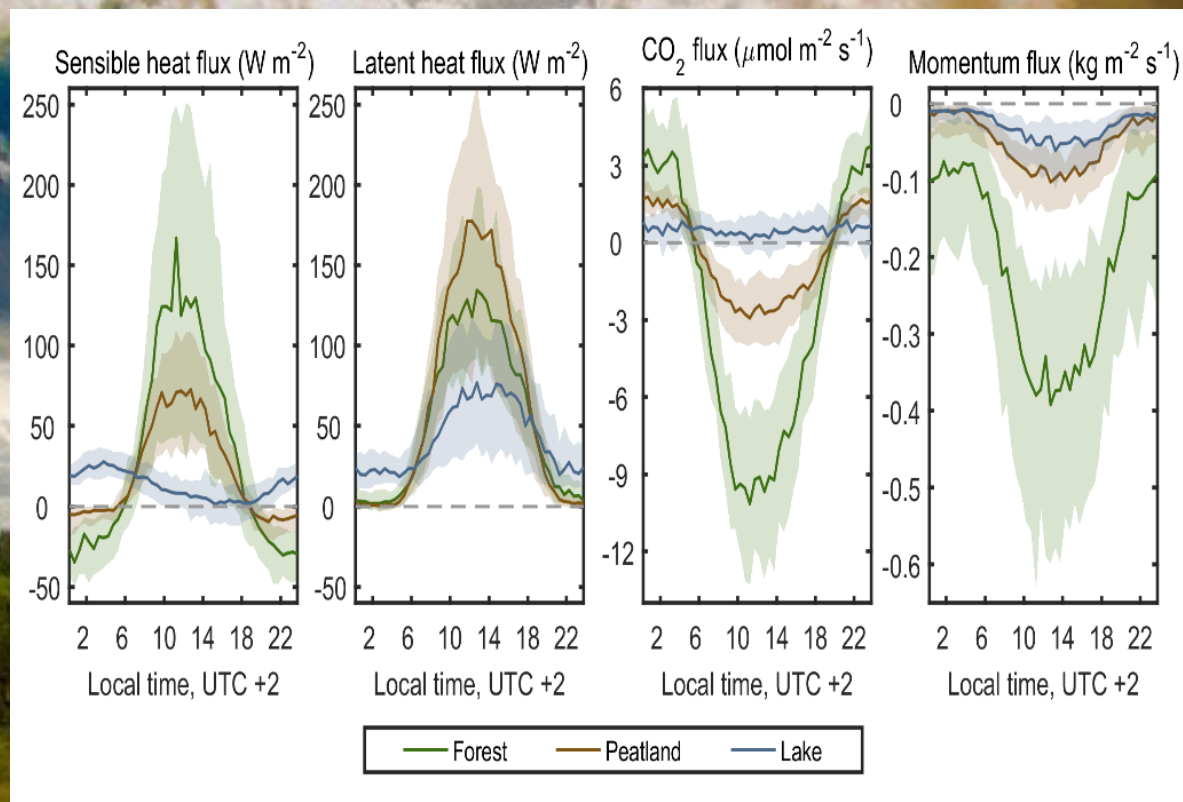 Sensible heat flux (W m⁻²)
Latent heat flux (W m⁻²)
CO₂ flux (μmol m⁻² s⁻¹)
Momentum flux (kg m⁻² s⁻¹)
250
200
150
100
50
0
-50
2 6 10 14 18 22
Local time, UTC +2
250
200
150
100
50
0
-50
2 6 10 14 18 22
Local time, UTC +2
6
3
0
-3
-6
-9
-12
2 6 10 14 18 22
Local time, UTC +2
0
-0.1
-0.2
-0.3
-0.4
-0.5
-0.6
2 6 10 14 18 22
Local time, UTC +2
Forest Peatland Lake